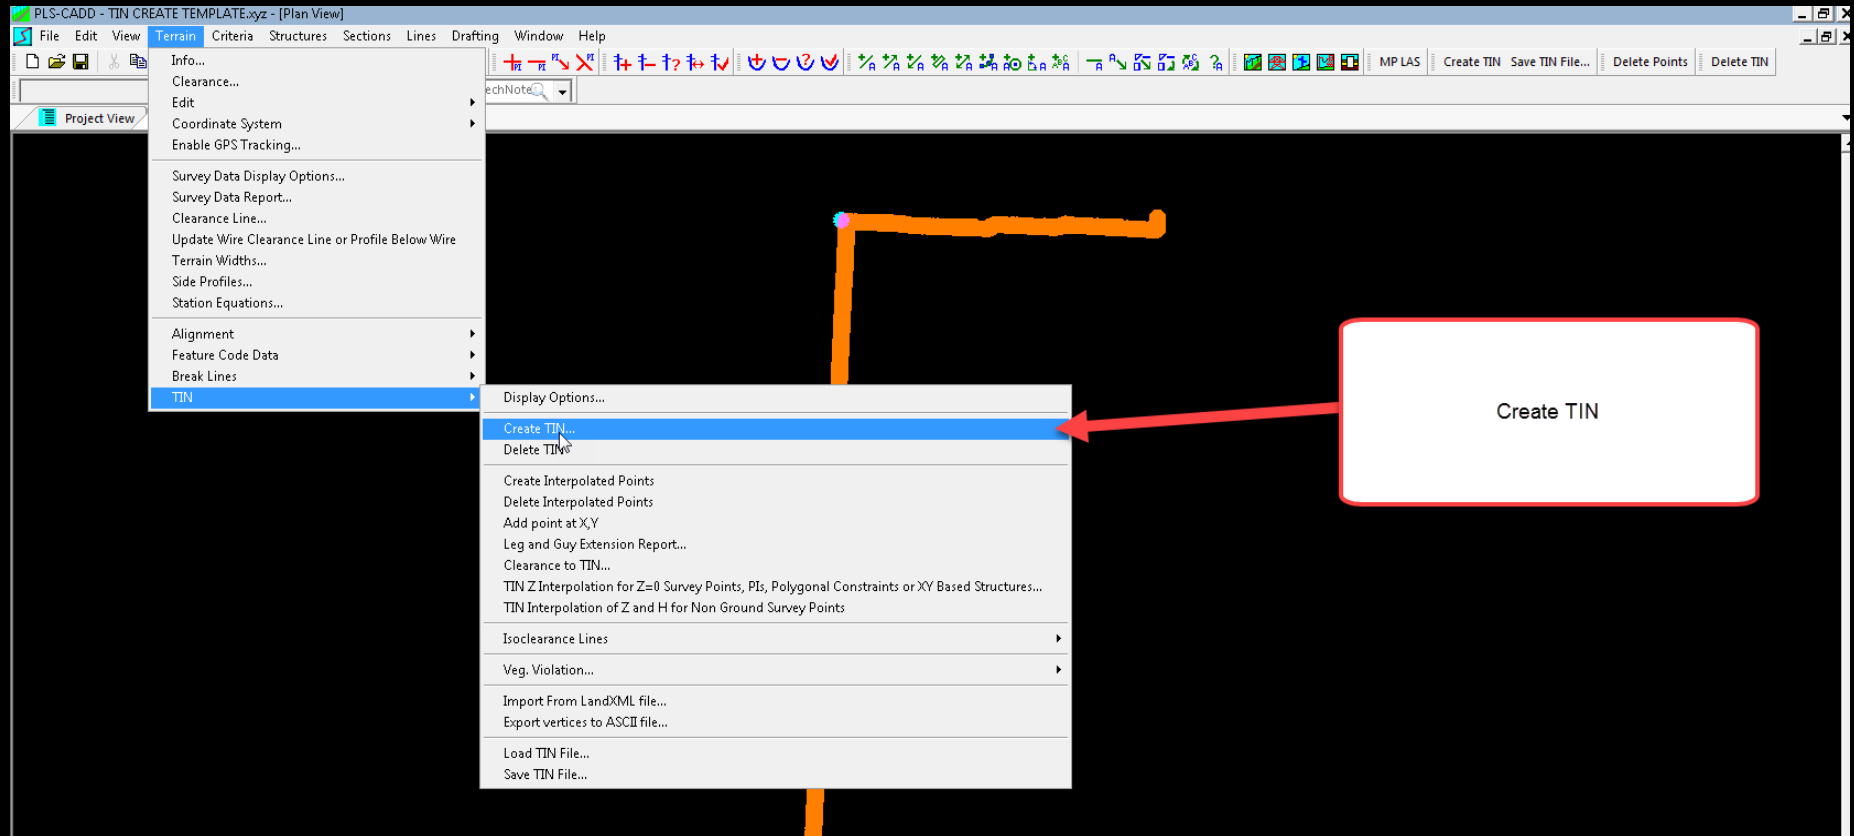 PLS-CADD - TIN CREATE TEMPLATE.xyz - [Plan View]
File Edit View Terrain Criteria Structures Sections Lines Drafting Window Help
MP LAS Create TIN Save TIN File... Delete Points Delete TIN
echNote
Project View
Info...
Clearance...
Edit
Coordinate System
Enable GPS Tracking...
Survey Data Display Options...
Survey Data Report...
Clearance Line...
Update Wire Clearance Line or Profile Below Wire
Terrain Widths...
Side Profiles...
Station Equations...
Alignment
Feature Code Data
Break Lines
TIN
Display Options...
Create TIN...
Delete TIN
Create Interpolated Points
Delete Interpolated Points
Add point at X,Y
Leg and Guy Extension Report...
Clearance to TIN...
TIN Z Interpolation for Z=0 Survey Points, PIs, Polygonal Constraints or XY Based Structures...
TIN Interpolation of Z and H for Non Ground Survey Points
Isoclearance Lines
Veg. Violation...
Import From LandXML file...
Export vertices to ASCII file...
Load TIN File...
Save TIN File...
Create TIN